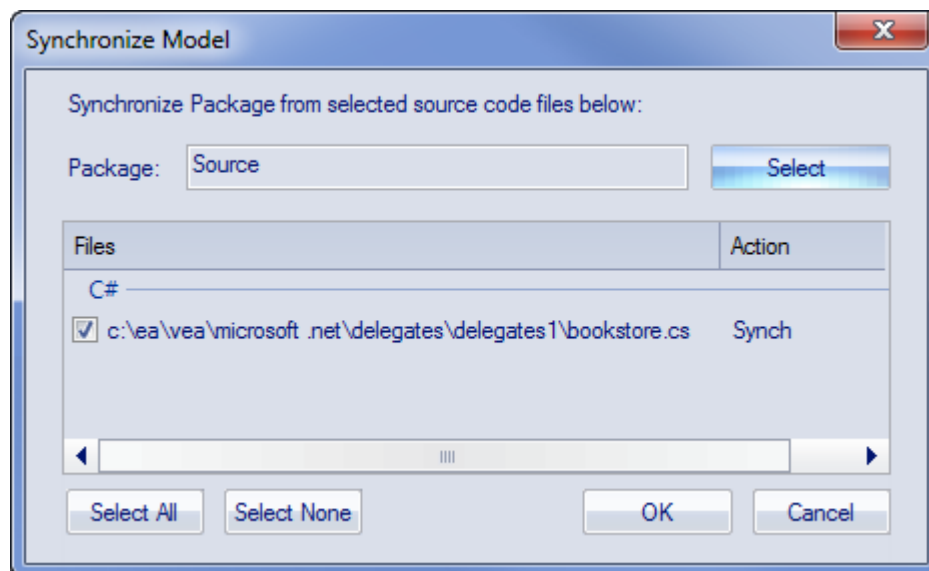 Synchronize Model
Synchronize Package from selected source code files below:
Package: Source Select
Files Action
C#
c:\ea\vea\microsoft .net\delegates\delegates1\bookstore.cs Synch
Select All Select None OK Cancel